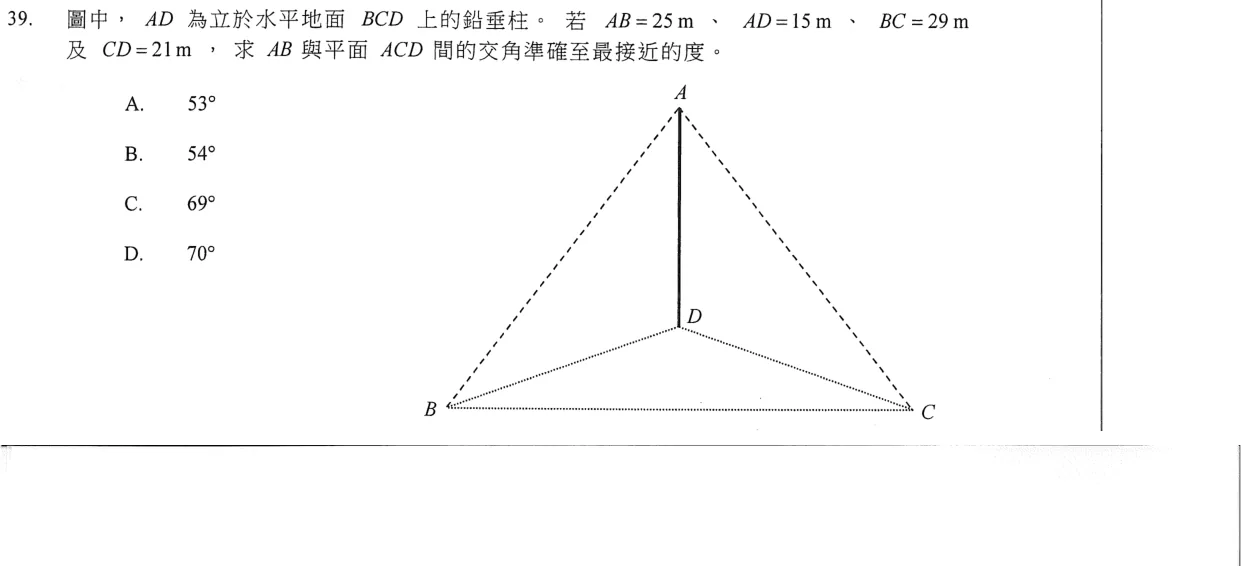 39. 圖中， AD 為立於水平地面 BCD 上的鉛垂柱。 若 AB = 25 m 、 AD = 15 m 、 BC = 29 m
及 CD = 21 m ， 求 AB 與平面 ACD 間的交角準確至最接近的度。
A. 53°
B. 54°
C. 69°
D. 70°
A
D
B
C